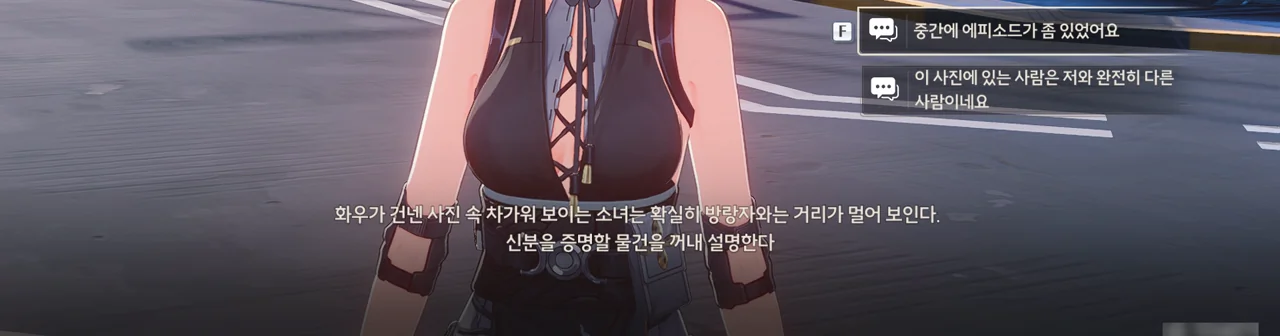 F
중간에 에피소드가 좀 있었어요
이 사진에 있는 사람은 저와 완전히 다른
사람이네요
화우가 건넨 사진 속 차가워 보이는 소녀는 확실히 방랑자와는 거리가 멀어 보인다.
신분을 증명할 물건을 꺼내 설명한다